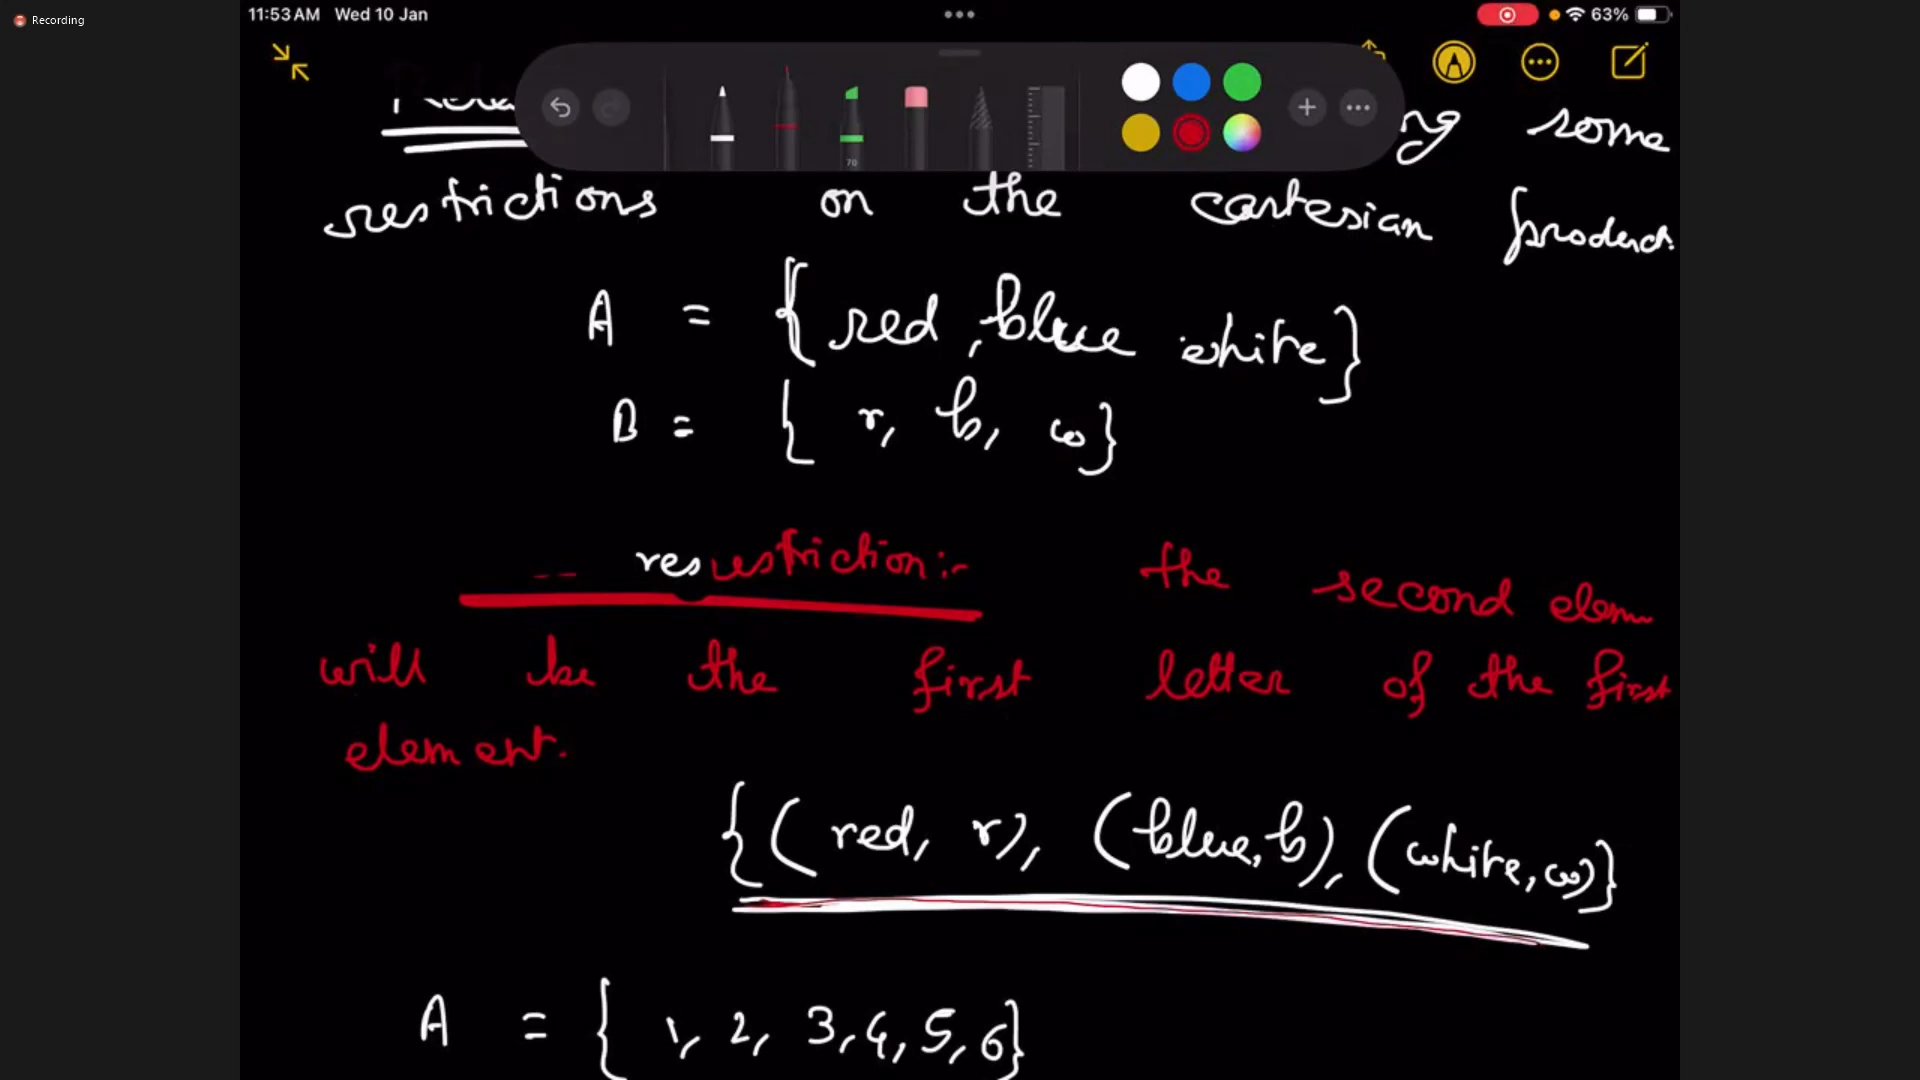 Recording
11:53 AM Wed 10 Jan
63%
70
some
restrictions on the cartesian product.
A = {red, blue white}
B = { r, b, w}
resrestriction:- the second elem
will be the first letter of the first
element.
{( red, r), (blue, b), (white, w)}
A = { 1, 2, 3, 4, 5, 6}